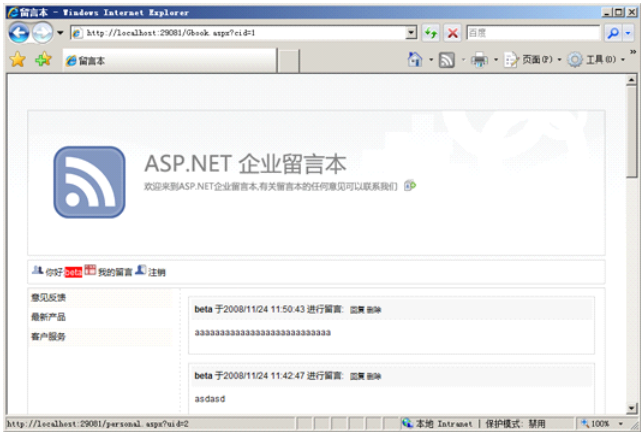 留言本 - Windows Internet Explorer
http://localhost:29081/Gbook.aspx?cid=1
百度
留言本
页面(P)
工具(O)
»
ASP.NET 企业留言本
欢迎来到ASP.NET企业留言本,有关留言本的任何意见可以联系我们
你好 beta 我的留言 注销
意见反馈
最新产品
客户服务
beta 于2008/11/24 11:50:43 进行留言: 回复 删除
aaaaaaaaaaaaaaaaaaaaaaaaaaa
beta 于2008/11/24 11:42:47 进行留言: 回复 删除
asdasd
http://localhost:29081/personal.aspx?uid=2
本地 Intranet | 保护模式: 禁用
100%